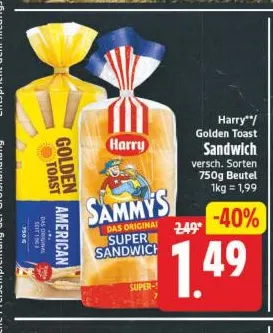 Harry**/
Golden Toast
Sandwich
versch. Sorten
750g Beutel
1kg = 1,99
-40%
2.49*
1.49
GOLDEN
TOAST
AMERICAN
Harry
SAMMY'S
DAS ORIGINAL
SUPER
SANDWICH
SUPER-